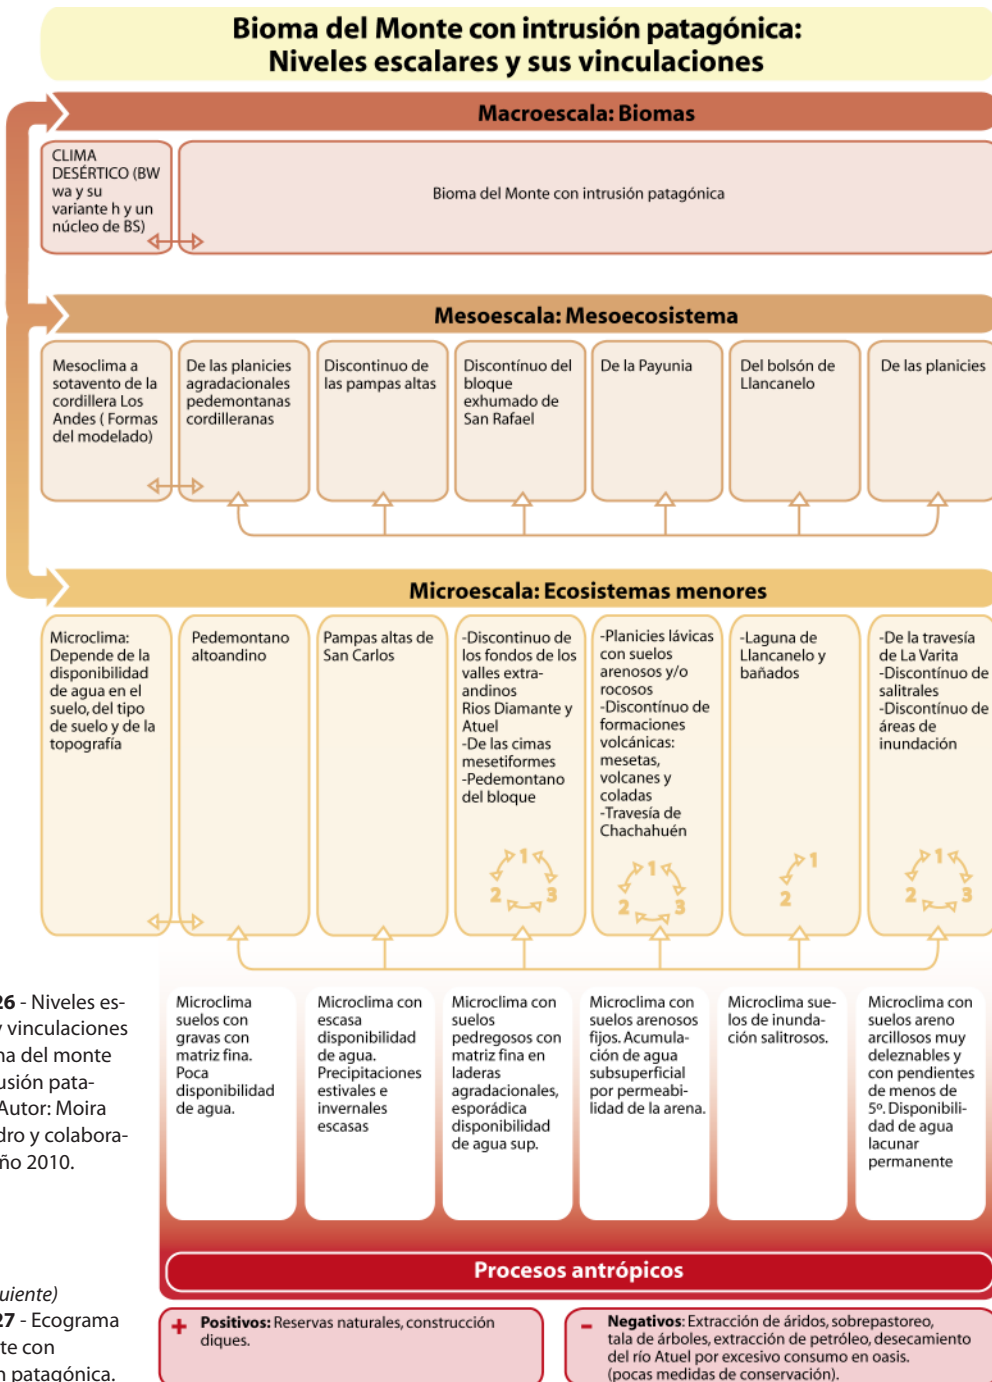 Bioma del Monte con intrusión patagónica:
Niveles escalares y sus vinculaciones
Macroescala: Biomas
CLIMA
DESÉRTICO (BW
wa y su
variante h y un
núcleo de BS)
Bioma del Monte con intrusión patagónica
Mesoescala: Mesoecosistema
Mesoclima a
sotavento de la
cordillera Los
Andes ( Formas
del modelado)
De las planicies
agradacionales
pedemontanas
cordilleranas
Discontinuo de
las pampas altas
Discontínuo del
bloque
exhumado de
San Rafael
De la Payunia
Del bolsón de
Llancanelo
De las planicies
Microescala: Ecosistemas menores
Microclima:
Depende de la
disponibilidad
de agua en el
suelo, del tipo
de suelo y de la
topografía
Pedemontano
altoandino
Pampas altas de
San Carlos
-Discontinuo de
los fondos de los
valles extra-
andinos
Rios Diamante y
Atuel
-De las cimas
mesetiformes
-Pedemontano
del bloque
1
2 3
-Planicies lávicas
con suelos
arenosos y/o
rocosos
-Discontínuo de
formaciones
volcánicas:
mesetas,
volcanes y
coladas
-Travesía de
Chachahuén
1
2 3
-Laguna de
Llancanelo y
bañados
1
2
-De la travesía
de La Varita
-Discontínuo de
salitrales
-Discontínuo de
áreas de
inundación
1
2 3
Microclima
suelos con
gravas con
matriz fina.
Poca
disponibilidad
de agua.
Microclima con
escasa
disponibilidad
de agua.
Precipitaciones
estivales e
invernales
escasas
Microclima con
suelos
pedregosos con
matriz fina en
laderas
agradacionales,
esporádica
disponibilidad
de agua sup.
Microclima con
suelos arenosos
fijos. Acumula-
ción de agua
subsuperficial
por permeabi-
lidad de la arena.
Microclima sue-
los de inunda-
ción salitrosos.
Microclima con
suelos areno
arcillosos muy
deleznables y
con pendientes
de menos de
5º. Disponibili-
dad de agua
lacunar
permanente
Procesos antrópicos
+ Positivos: Reservas naturales, construcción
diques.
- Negativos: Extracción de áridos, sobrepastoreo,
tala de árboles, extracción de petróleo, desecamiento
del río Atuel por excesivo consumo en oasis.
(pocas medidas de conservación).
26 - Niveles es-
y vinculaciones
na del monte
usión pata-
Autor: Moira
dro y colabora-
ño 2010.
uiente)
27 - Ecograma
te con
n patagónica.